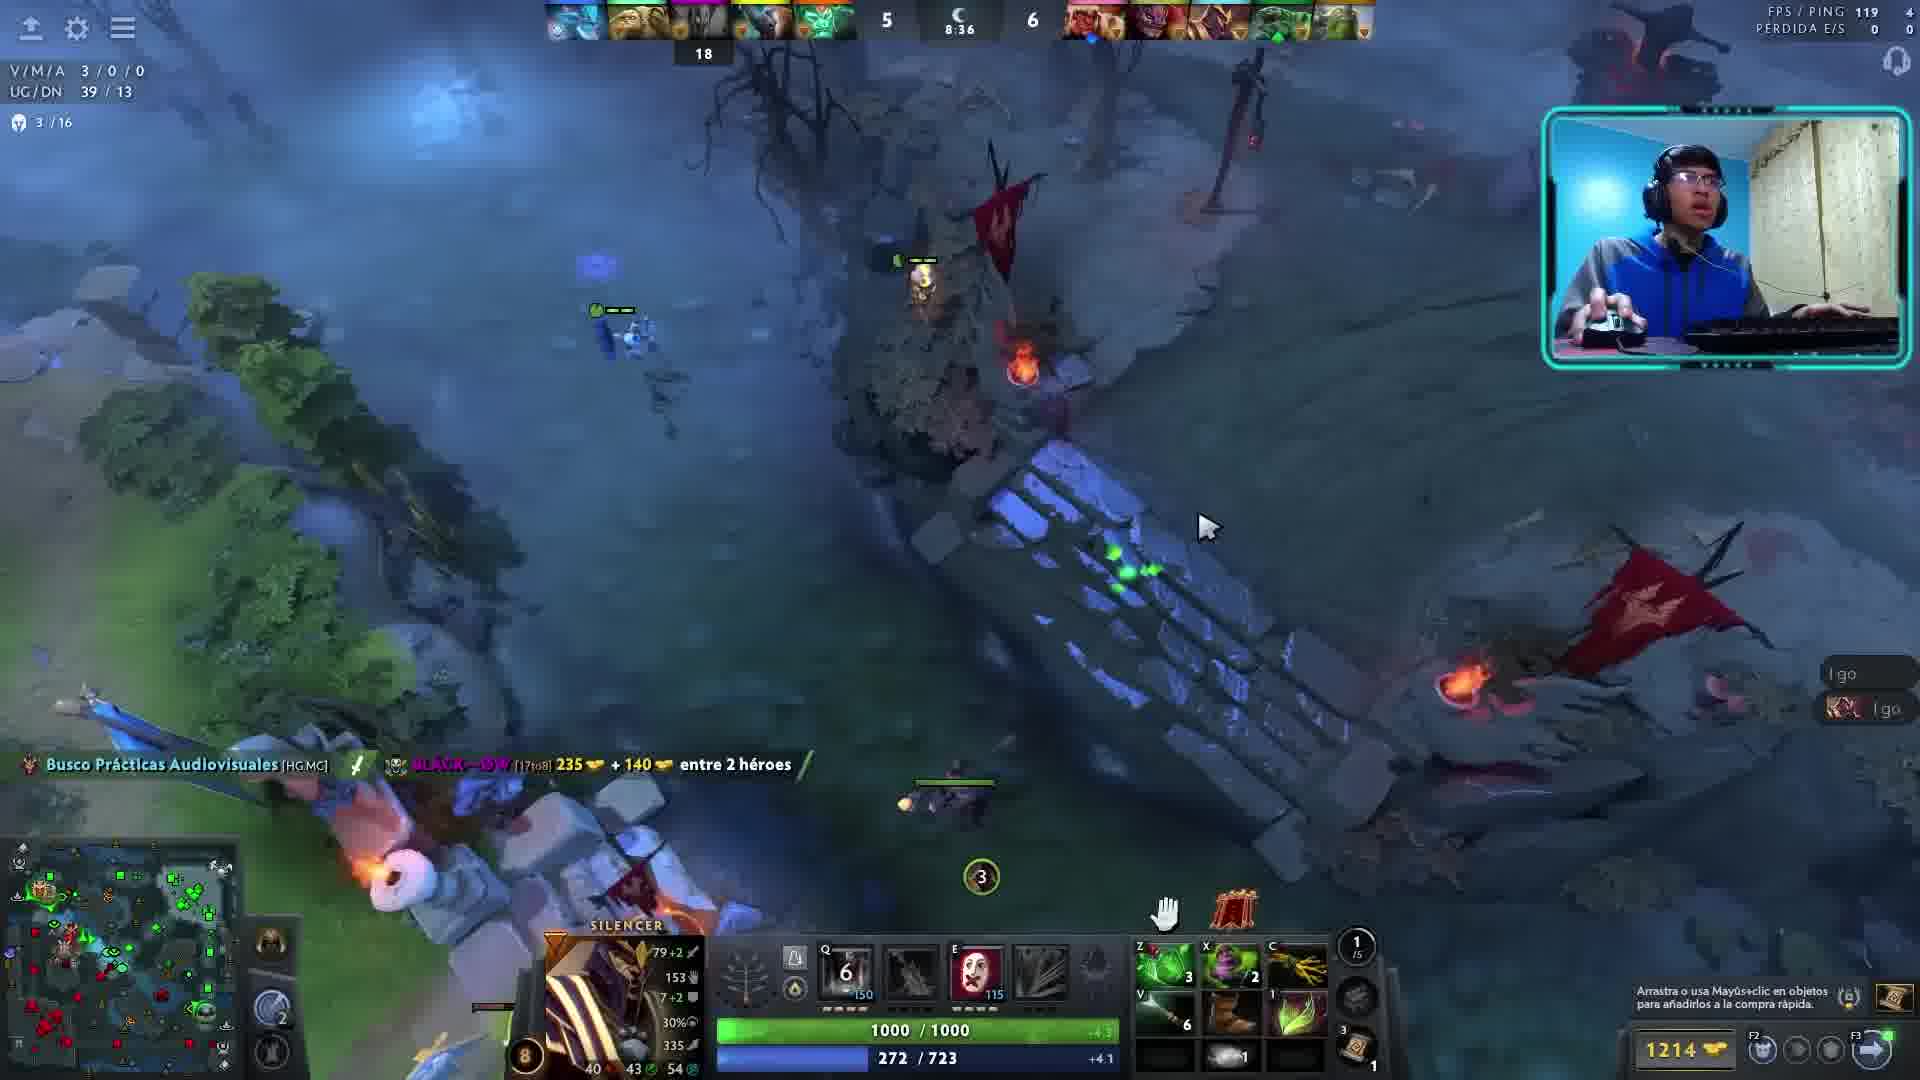 5
8:36
6
18
FPS / PING 119 4
PÉRDIDA E/S 0 0
V/M/A 3 / 0 / 0
UG/DN 39 / 13
3 /16
I go
I go
Busco Prácticas Audiovisuales [HG.MC]
235 + 140 entre 2 héroes
3
SILENCER
79 +2
153
7 +2
30%
335
8
40 43 54
2
Q
6
150
E
115
1000 / 1000
+4.3
272 / 723
+4.1
Z 3
X 2
C
V 6
1
1
/5
3
1
Arrastra o usa Mayús+clic en objetos
para añadirlos a la compra rápida.
1214
F2
F3